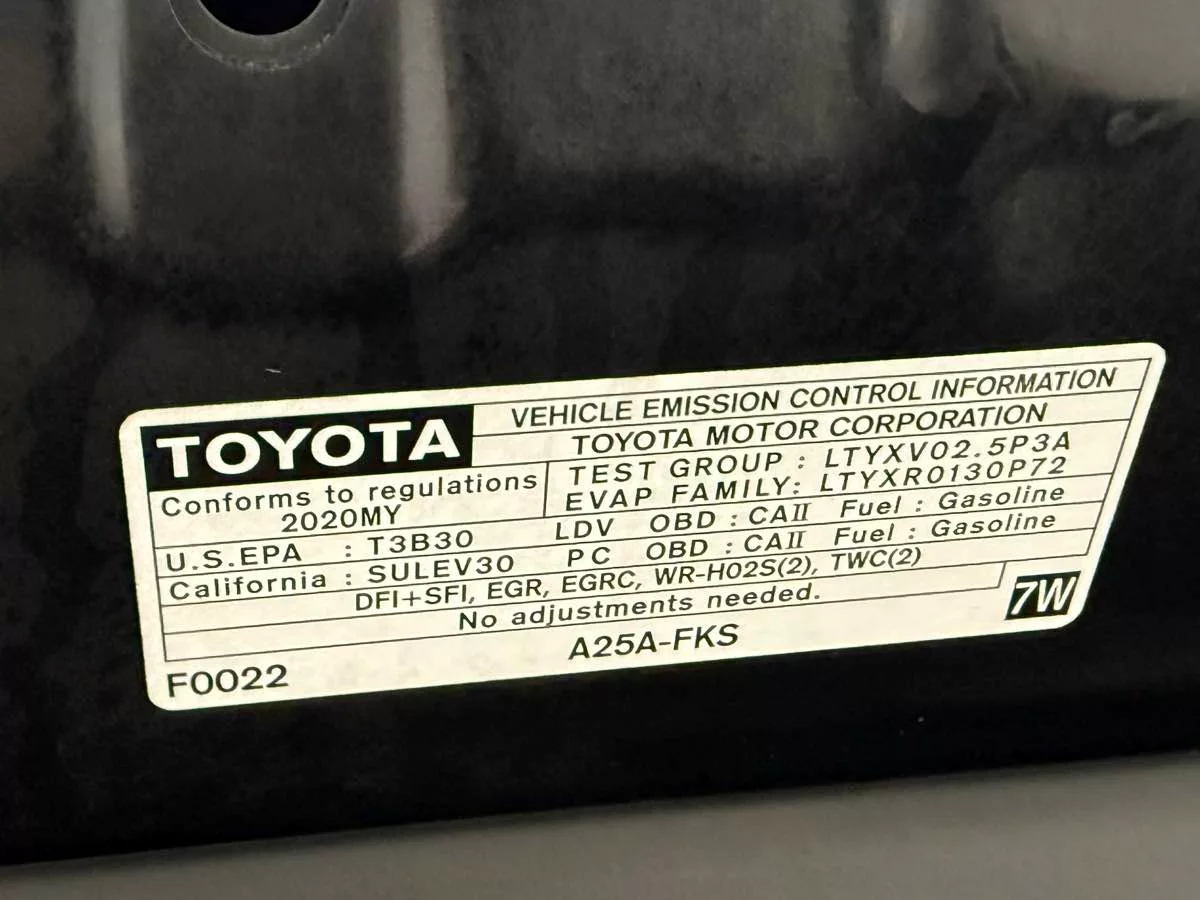 TOYOTA
VEHICLE EMISSION CONTROL INFORMATION
TOYOTA MOTOR CORPORATION
Conforms to regulations
2020MY
TEST GROUP : LTYXV02.5P3A
EVAP FAMILY: LTYXR0130P72
U.S.EPA : T3B30 LDV OBD : CAII Fuel : Gasoline
California : SULEV30 PC OBD : CAII Fuel : Gasoline
DFI+SFI, EGR, EGRC, WR-HO2S(2), TWC(2)
No adjustments needed.
7W
F0022 A25A-FKS